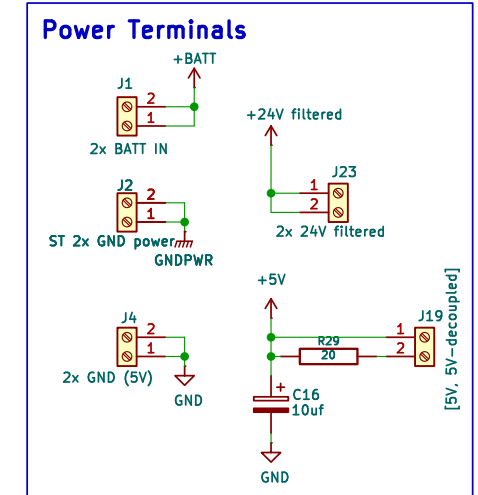 Power Terminals
+BATT
J1
2
1
2x BATT IN
+24V filtered
J23
1
2
2x 24V filtered
J2
2
1
ST 2x GND power
GNDPWR
+5V
J4
2
1
2x GND (5V)
GND
J19
1
2
R29
20
[5V, 5V-decoupled]
+
C16
10uf
GND